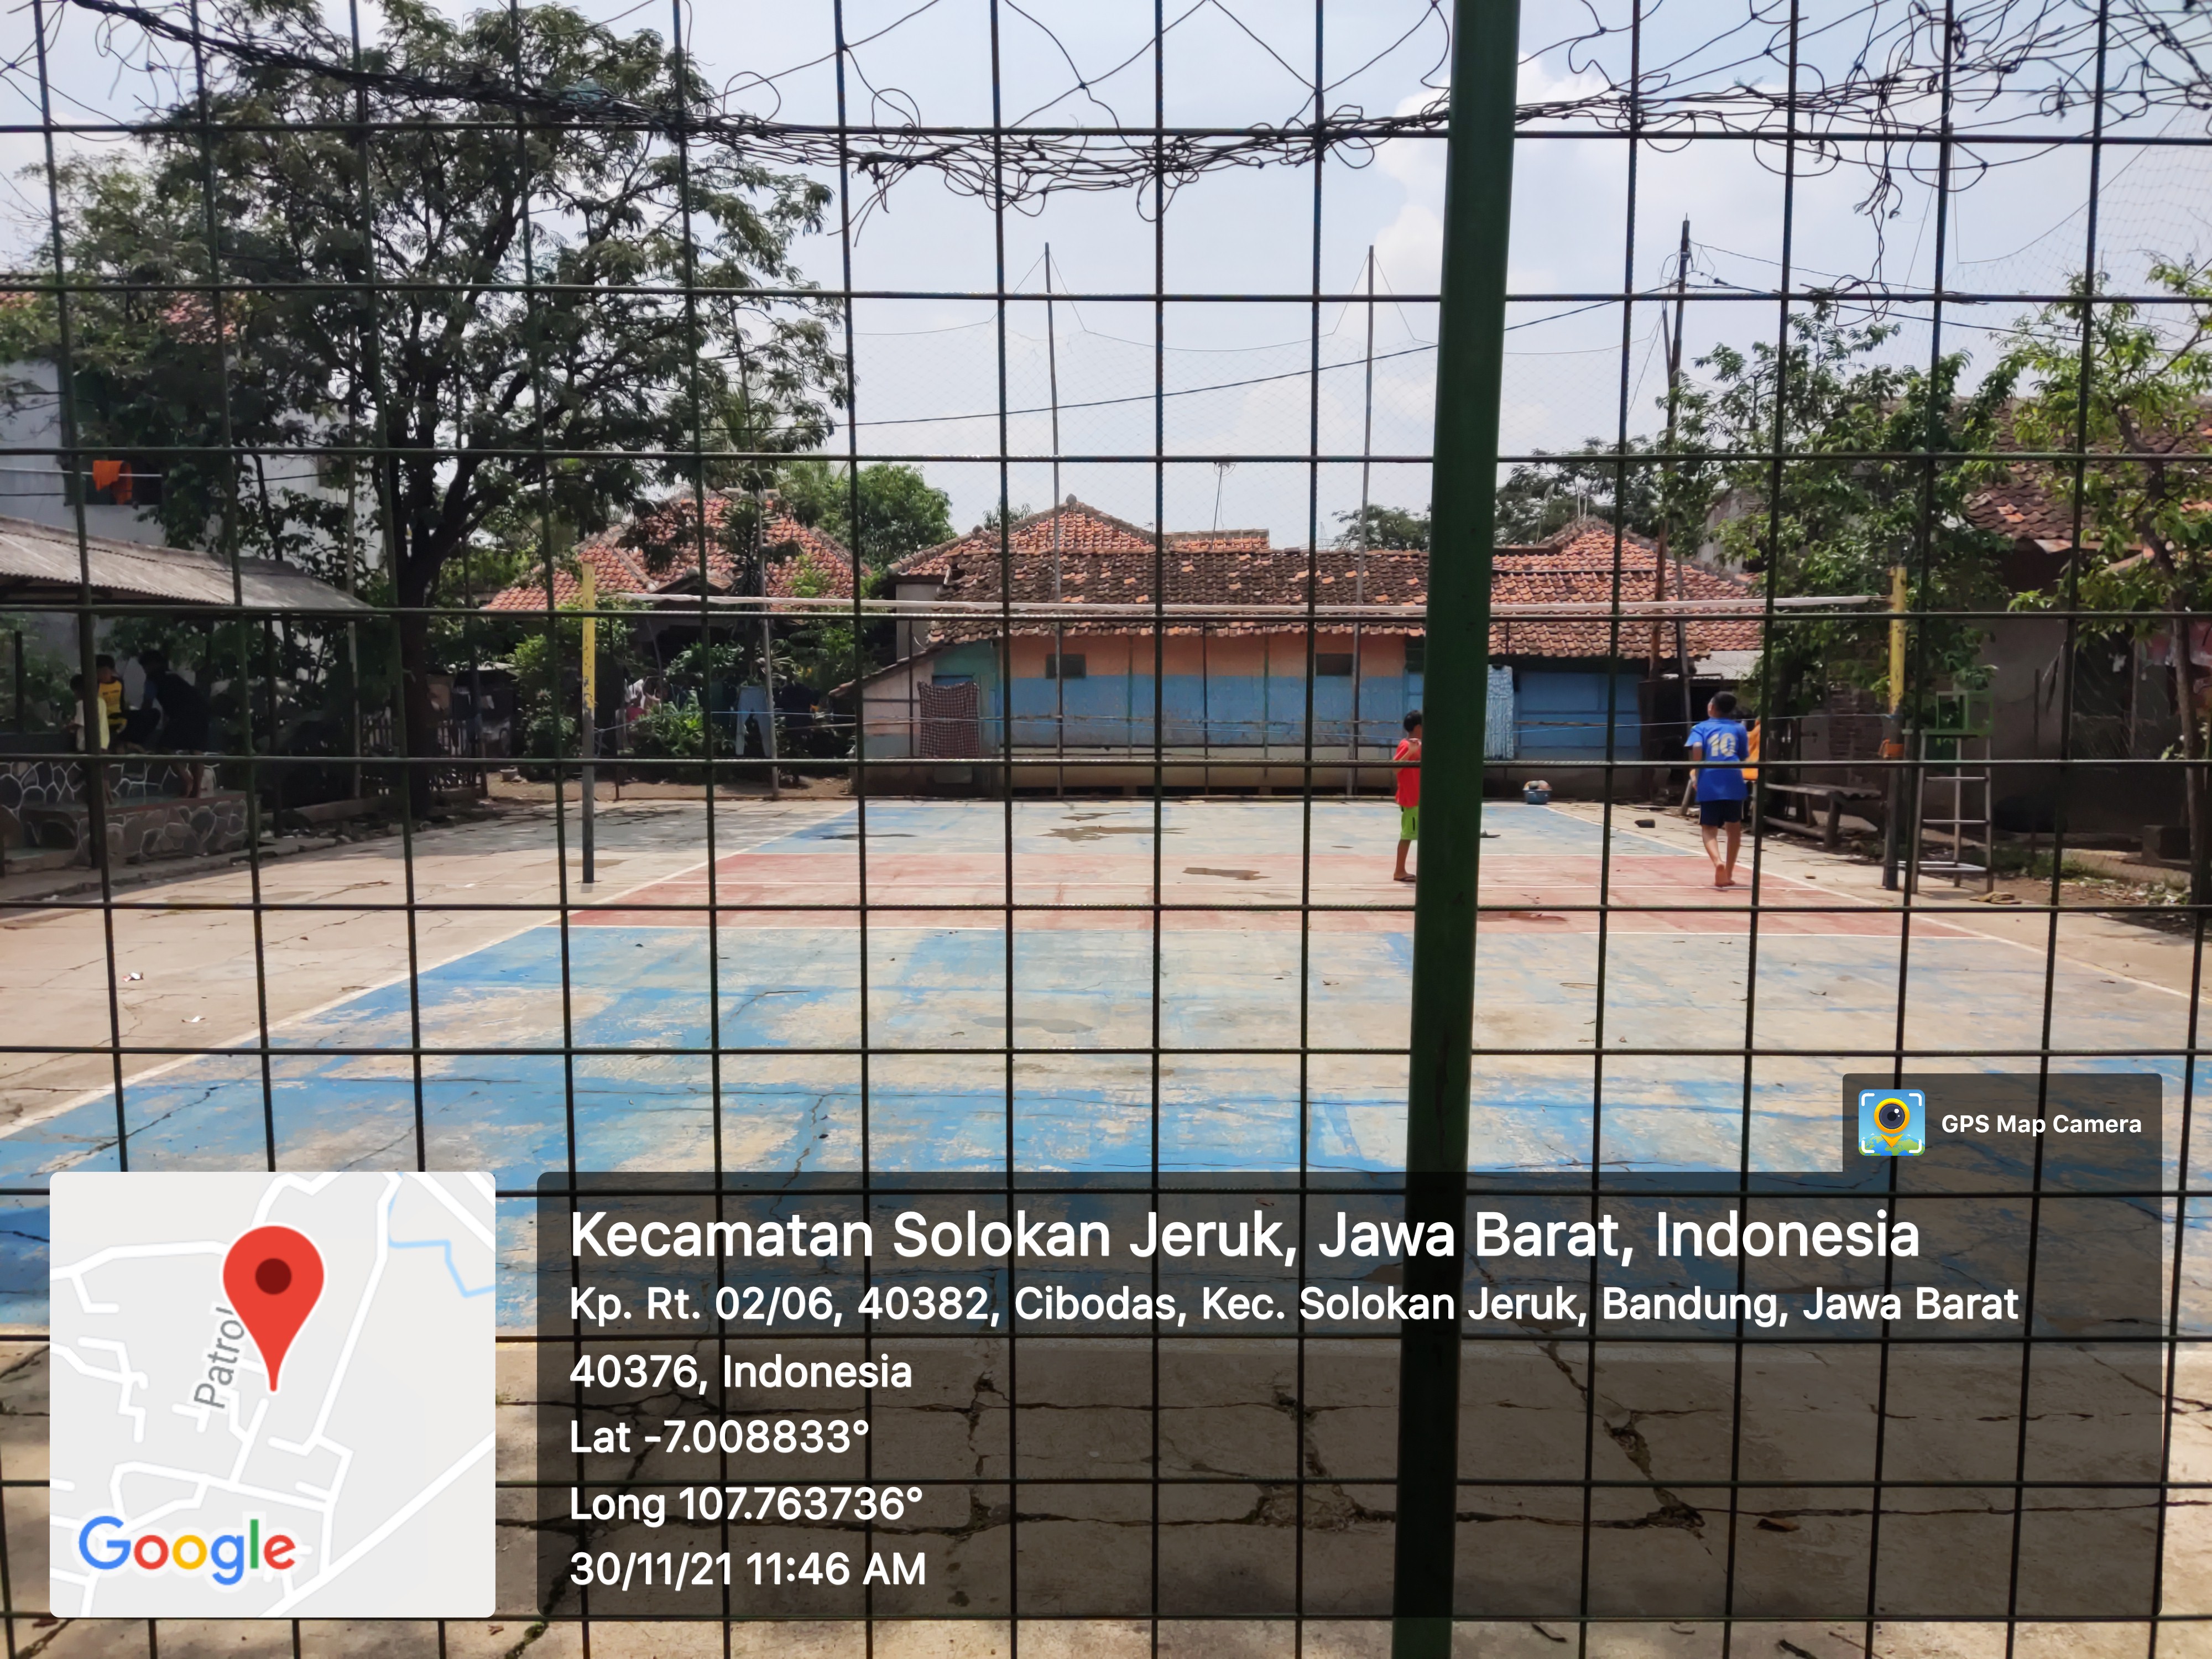 10
GPS Map Camera
Kecamatan Solokan Jeruk, Jawa Barat, Indonesia
Kp. Rt. 02/06, 40382, Cibodas, Kec. Solokan Jeruk, Bandung, Jawa Barat
40376, Indonesia
Lat -7.008833°
Long 107.763736°
30/11/21 11:46 AM
Patrol
Google